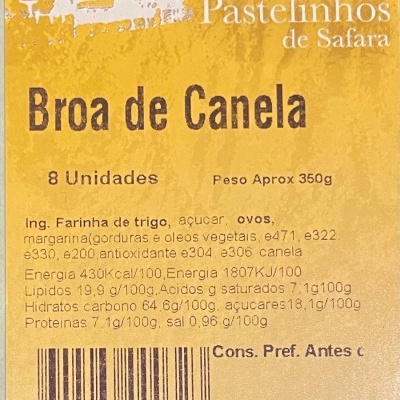 Pastelinhos
de Safara
Broa de Canela
8 Unidades Peso Aprox 350g
Ing. Farinha de trigo, açucar, ovos,
margarina(gorduras e oleos vegetais, e471, e322,
e330, e200,antioxidante e304, e306 canela
Energia 430Kcal/100,Energia 1807KJ/100
Lipidos 19,9 g/100g,Acidos g saturados 7.1g100g
Hidratos carbono 64.6g/100g, açucares18,1g/100g
Proteinas 7.1g/100g, sal 0,96 g/100g
Cons. Pref. Antes